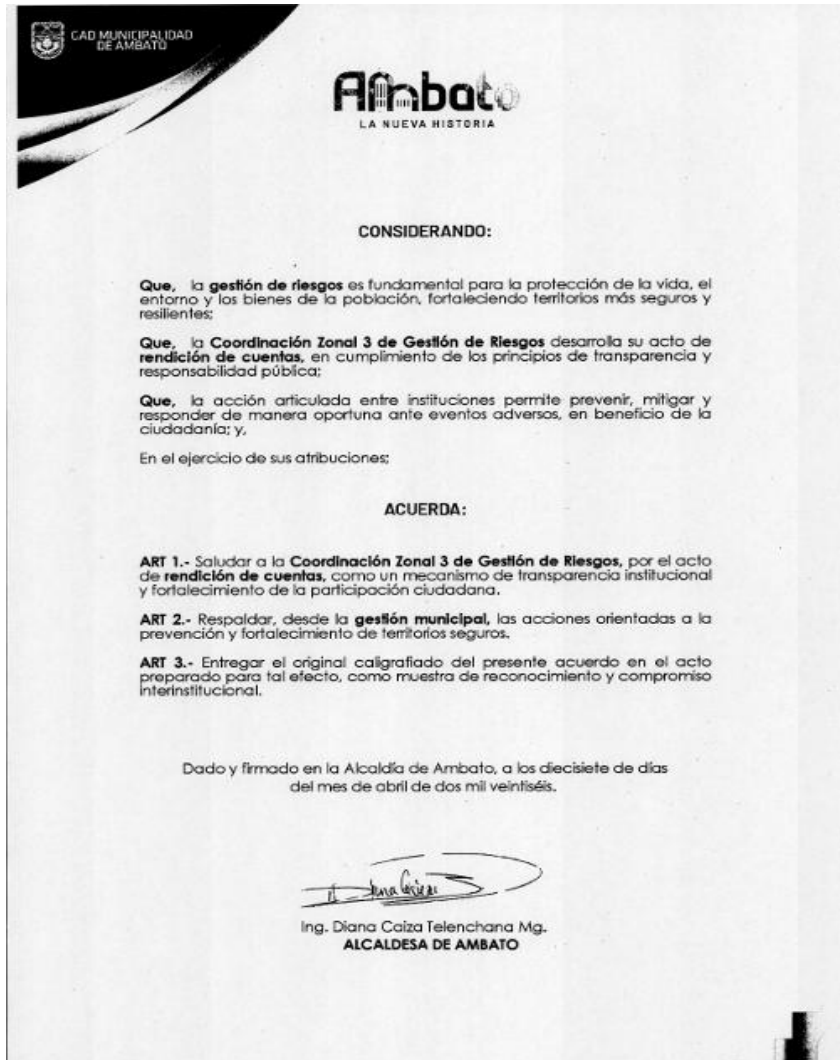 GAD MUNICIPALIDAD
DE AMBATO
Ambato
LA NUEVA HISTORIA
CONSIDERANDO:
Que, la gestión de riesgos es fundamental para la protección de la vida, el
entorno y los bienes de la población, fortaleciendo territorios más seguros y
resilientes;
Que, la Coordinación Zonal 3 de Gestión de Riesgos desarrolla su acto de
rendición de cuentas, en cumplimiento de los principios de transparencia y
responsabilidad pública;
Que, la acción articulada entre instituciones permite prevenir, mitigar y
responder de manera oportuna ante eventos adversos, en beneficio de la
ciudadanía; y,
En el ejercicio de sus atribuciones;
ACUERDA:
ART 1.- Saludar a la Coordinación Zonal 3 de Gestión de Riesgos, por el acto
de rendición de cuentas, como un mecanismo de transparencia institucional
y fortalecimiento de la participación ciudadana.
ART 2.- Respaldar, desde la gestión municipal, las acciones orientadas a la
prevención y fortalecimiento de territorios seguros.
ART 3.- Entregar el original caligrafiado del presente acuerdo en el acto
preparado para tal efecto, como muestra de reconocimiento y compromiso
interinstitucional.
Dado y firmado en la Alcaldía de Ambato, a los diecisiete de días
del mes de abril de dos mil veintiséis.
Ing. Diana Caiza Telenchana Mg.
ALCALDESA DE AMBATO